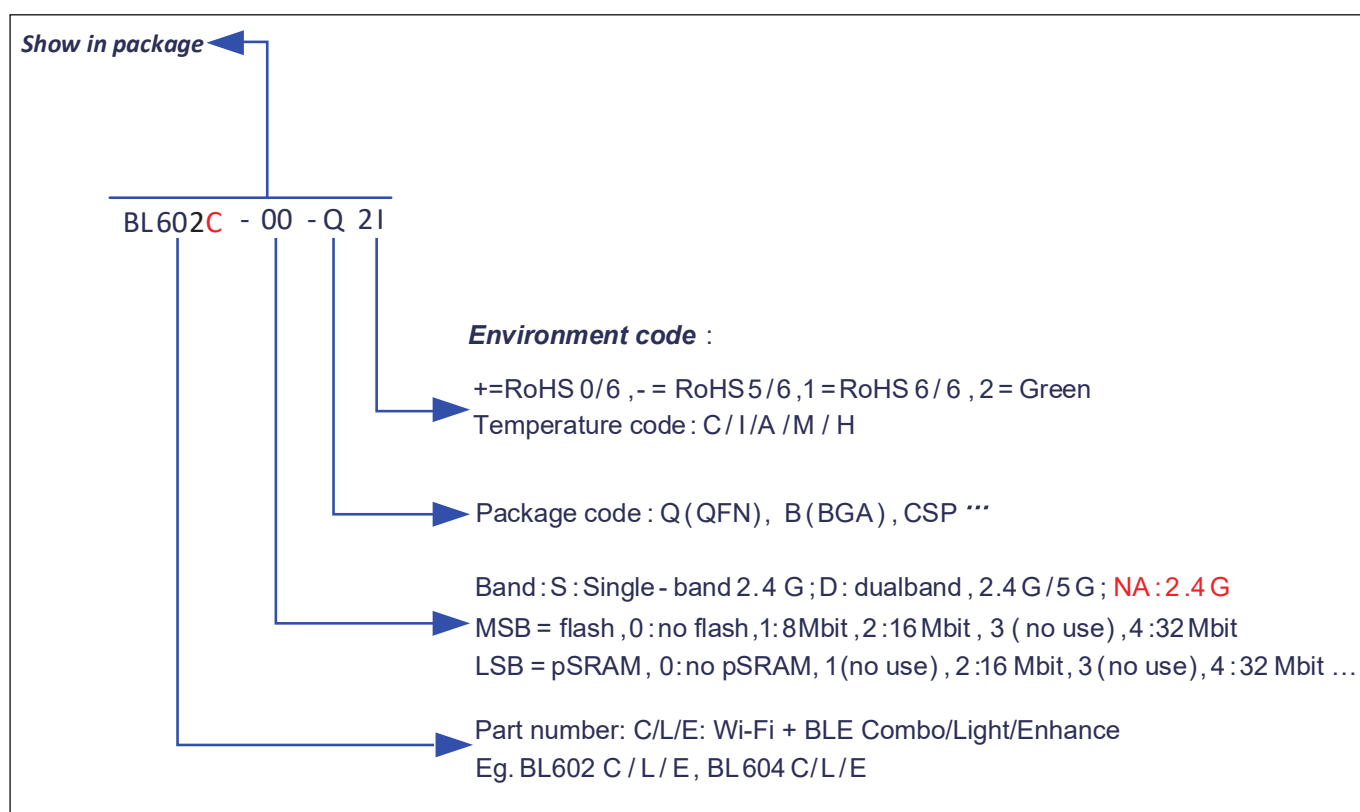 Show in package
BL602C - 00 - Q 2I
Environment code :
+=RoHS 0/6 ,- = RoHS 5/6 ,1 =RoHS 6/6 , 2 = Green
Temperature code : C / I /A /M / H
Package code : Q (QFN), B (BGA) , CSP ...
Band : S : Single - band 2.4 G ; D : dualband , 2.4 G /5 G ; NA : 2.4 G
MSB = flash , 0 : no flash , 1: 8 Mbit , 2 :16 Mbit , 3 ( no use) , 4 :32 Mbit
LSB = pSRAM , 0: no pSRAM, 1(no use) , 2 :16 Mbit , 3 (no use), 4 : 32 Mbit ...
Part number: C/L/E: Wi-Fi + BLE Combo/Light/Enhance
Eg. BL602 C / L / E , BL604 C/L/E